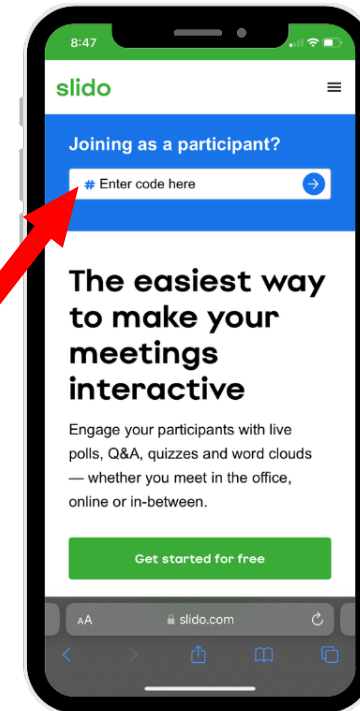 8:47
slido
Joining as a participant?
# Enter code here
The easiest way
to make your
meetings
interactive
Engage your participants with live
polls, Q&A, quizzes and word clouds
— whether you meet in the office,
online or in-between.
Get started for free
AA slido.com